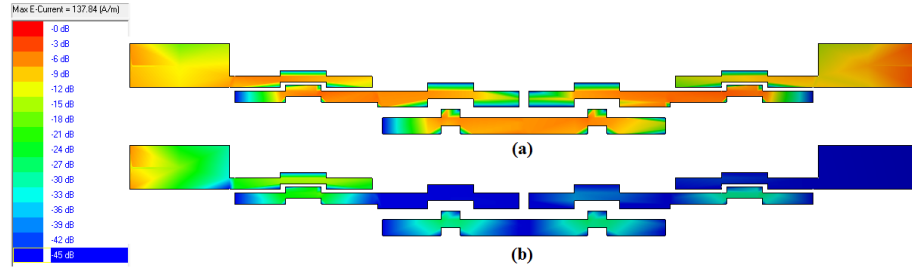 Max E-Current = 137.84 (A/m)
-0 dB
-3 dB
-6 dB
-9 dB
-12 dB
-15 dB
-18 dB
-21 dB
-24 dB
-27 dB
-30 dB
-33 dB
-36 dB
-39 dB
-42 dB
-45 dB
(a)
(b)